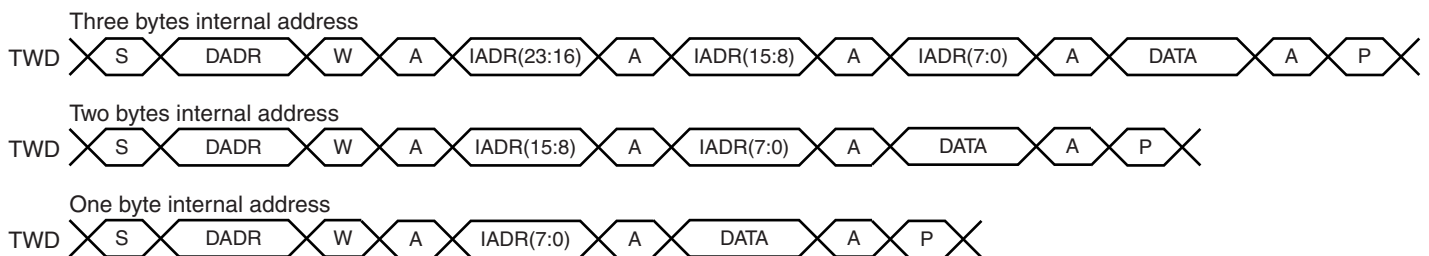 Three bytes internal address
TWD S DADR W A IADR(23:16) A IADR(15:8) A IADR(7:0) A DATA A P
Two bytes internal address
TWD S DADR W A IADR(15:8) A IADR(7:0) A DATA A P
One byte internal address
TWD S DADR W A IADR(7:0) A DATA A P